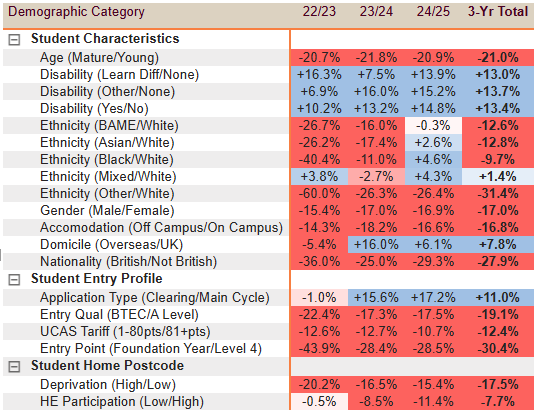 Demographic Category 22/23 23/24 24/25 3-Yr Total
Student Characteristics
Age (Mature/Young) -20.7% -21.8% -20.9% -21.0%
Disability (Learn Diff/None) +16.3% +7.5% +13.9% +13.0%
Disability (Other/None) +6.9% +16.0% +15.2% +13.7%
Disability (Yes/No) +10.2% +13.2% +14.8% +13.4%
Ethnicity (BAME/White) -26.7% -16.0% -0.3% -12.6%
Ethnicity (Asian/White) -26.2% -17.4% +2.6% -12.8%
Ethnicity (Black/White) -40.4% -11.0% +4.6% -9.7%
Ethnicity (Mixed/White) +3.8% -2.7% +4.3% +1.4%
Ethnicity (Other/White) -60.0% -26.3% -26.4% -31.4%
Gender (Male/Female) -15.4% -17.0% -16.9% -17.0%
Accomodation (Off Campus/On Campus) -14.3% -18.2% -16.6% -16.8%
Domicile (Overseas/UK) -5.4% +16.0% +6.1% +7.8%
Nationality (British/Not British) -36.0% -25.0% -29.3% -27.9%
Student Entry Profile
Application Type (Clearing/Main Cycle) -1.0% +15.6% +17.2% +11.0%
Entry Qual (BTEC/A Level) -22.4% -17.3% -17.5% -19.1%
UCAS Tariff (1-80pts/81+pts) -12.6% -12.7% -10.7% -12.4%
Entry Point (Foundation Year/Level 4) -43.9% -28.4% -28.5% -30.4%
Student Home Postcode
Deprivation (High/Low) -20.2% -16.5% -15.4% -17.5%
HE Participation (Low/High) -0.5% -8.5% -11.4% -7.7%